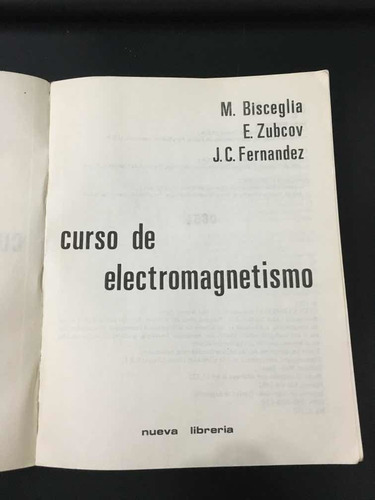 M. Bisceglia
E. Zubcov
J.C. Fernandez
curso de
electromagnetismo
nueva libreria